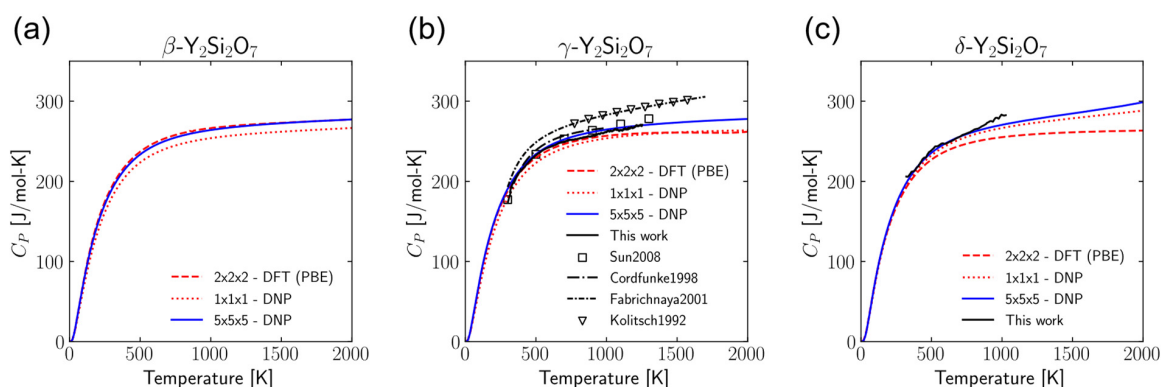 (a)
β-Y₂Si₂O₇
C_P [J/mol-K]
300
200
100
0
0 500 1000 1500 2000
Temperature [K]
2x2x2 - DFT (PBE)
1x1x1 - DNP
5x5x5 - DNP
(b)
γ-Y₂Si₂O₇
C_P [J/mol-K]
300
200
100
0
0 500 1000 1500 2000
Temperature [K]
2x2x2 - DFT (PBE)
1x1x1 - DNP
5x5x5 - DNP
This work
Sun2008
Cordfunke1998
Fabrichnaya2001
Kolitsch1992
(c)
δ-Y₂Si₂O₇
C_P [J/mol-K]
300
200
100
0
0 500 1000 1500 2000
Temperature [K]
2x2x2 - DFT (PBE)
1x1x1 - DNP
5x5x5 - DNP
This work